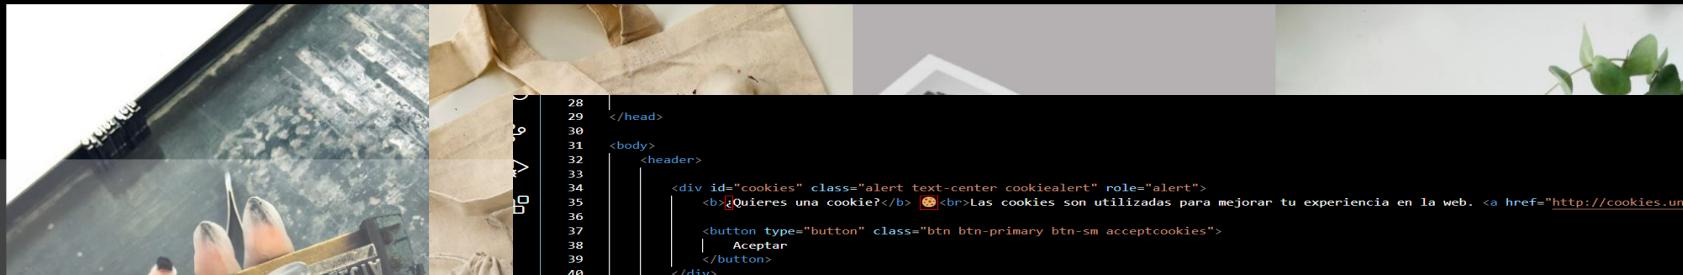 28
29 </head>
30
31 <body>
32 <header>
33
34 <div id="cookies" class="alert text-center cookiealert" role="alert">
35 <b>¿Quieres una cookie?</b> 🍪<br>Las cookies son utilizadas para mejorar tu experiencia en la web. <a href="http://cookies.un
36
37 <button type="button" class="btn btn-primary btn-sm acceptcookies">
38 Aceptar
39 </button>
40 </div>